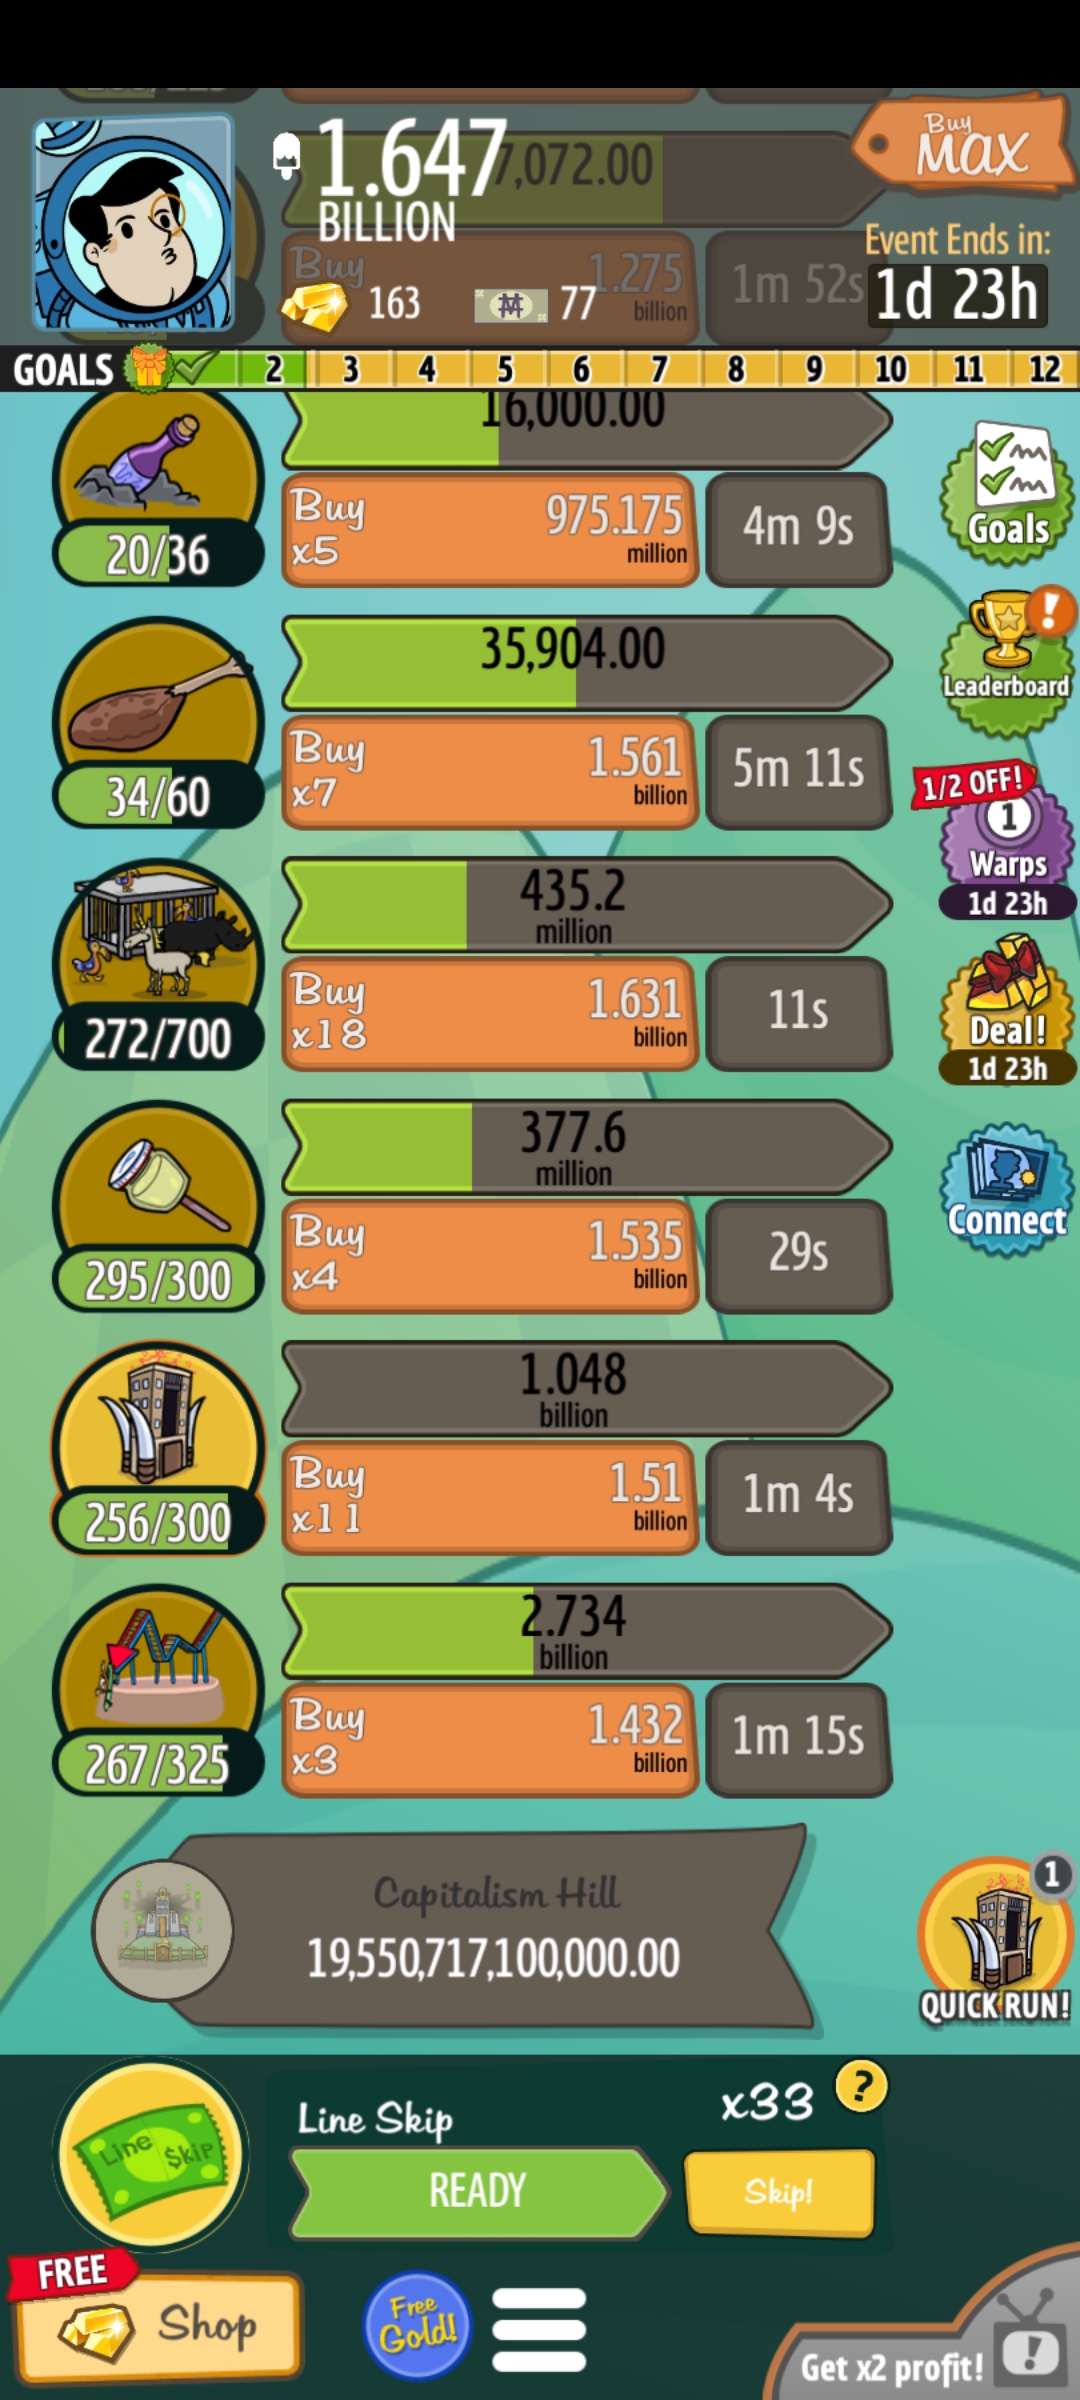 1.647
7,072.00
BILLION
Buy
MAX
Event Ends in:
1d 23h
163
77
Buy
1.275
billion
1m 52s
GOALS 2 3 4 5 6 7 8 9 10 11 12
16,000.00
20/36
Buy
x5
975.175
million
4m 9s
Goals
35,904.00
34/60
Buy
x7
1.561
billion
5m 11s
Leaderboard
1/2 OFF!
1
Warps
1d 23h
435.2
million
272/700
Buy
x18
1.631
billion
11s
Deal!
1d 23h
377.6
million
295/300
Buy
x4
1.535
billion
29s
Connect
1.048
billion
256/300
Buy
x11
1.51
billion
1m 4s
2.734
billion
267/325
Buy
x3
1.432
billion
1m 15s
Capitalism Hill
19,550,717,100,000.00
1
QUICK RUN!
Line $kip
Line Skip
x33
?
READY
Skip!
FREE
Shop
Free
Gold!
Get x2 profit!